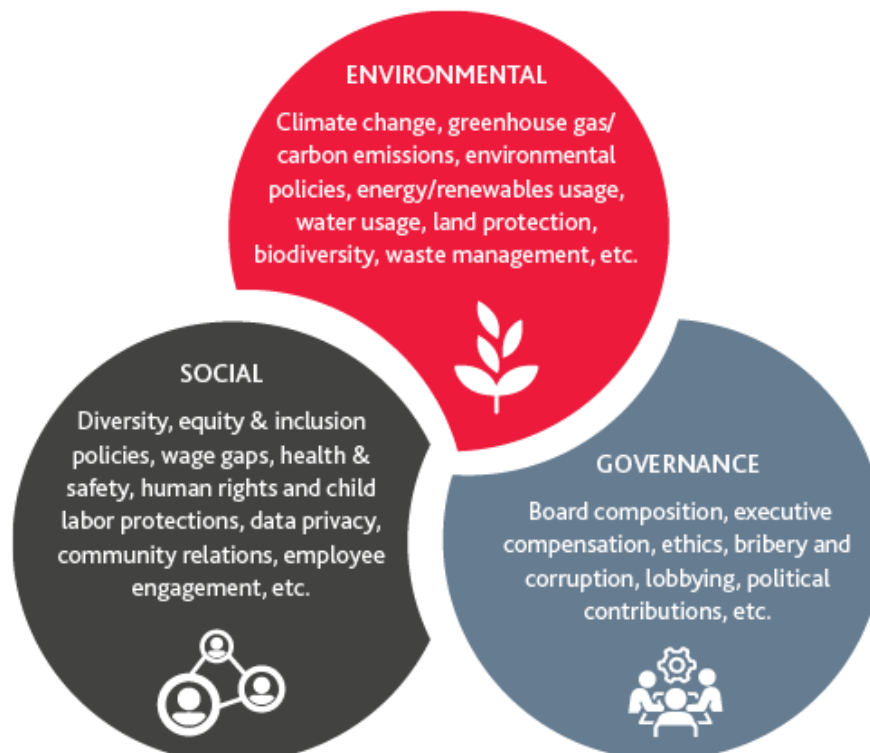 ENVIRONMENTAL
Climate change, greenhouse gas/
carbon emissions, environmental
policies, energy/renewables usage,
water usage, land protection,
biodiversity, waste management, etc.
SOCIAL
Diversity, equity & inclusion
policies, wage gaps, health &
safety, human rights and child
labor protections, data privacy,
community relations, employee
engagement, etc.
GOVERNANCE
Board composition, executive
compensation, ethics, bribery and
corruption, lobbying, political
contributions, etc.